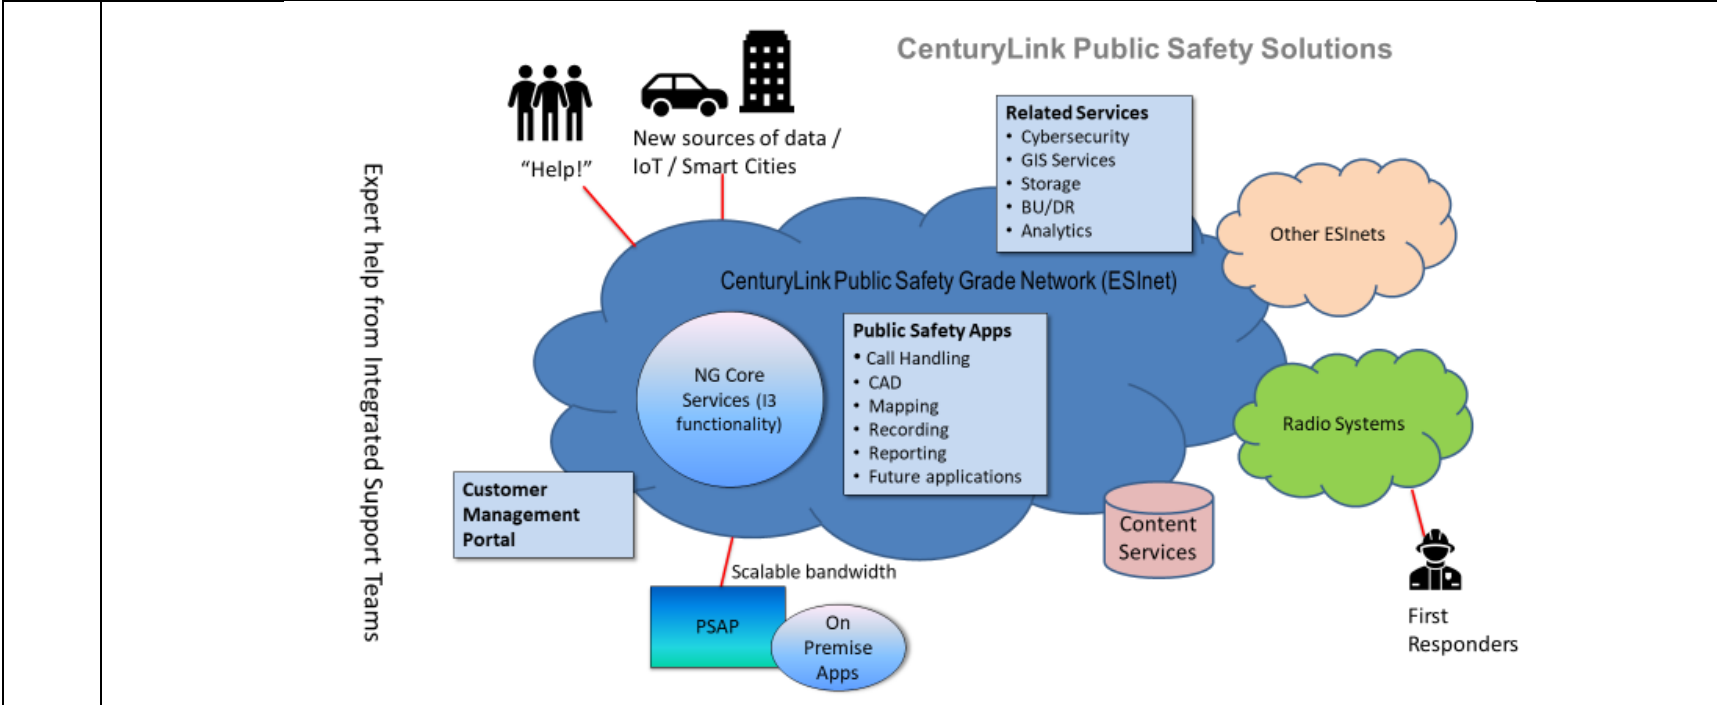 CenturyLink Public Safety Solutions
"Help!"
New sources of data /
IoT / Smart Cities
Related Services
• Cybersecurity
• GIS Services
• Storage
• BU/DR
• Analytics
Other ESInets
CenturyLink Public Safety Grade Network (ESInet)
NG Core
Services (I3
functionality)
Public Safety Apps
• Call Handling
• CAD
• Mapping
• Recording
• Reporting
• Future applications
Radio Systems
Customer
Management
Portal
Content
Services
Scalable bandwidth
PSAP
On
Premise
Apps
First
Responders
Expert help from Integrated Support Teams